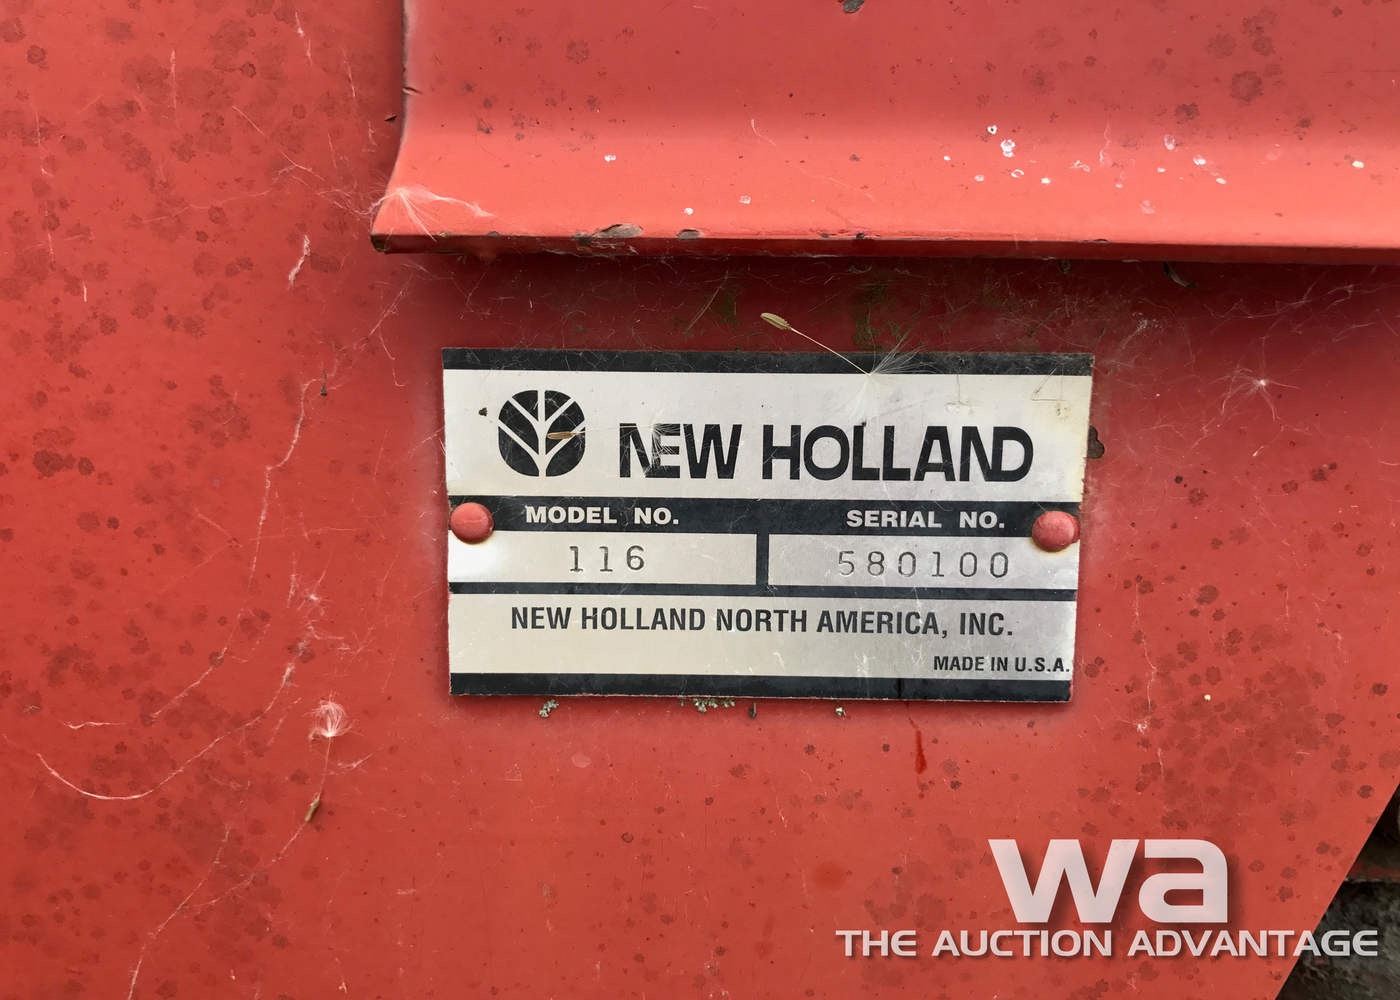 NEW HOLLAND
MODEL NO. SERIAL NO.
116 580100
NEW HOLLAND NORTH AMERICA, INC.
MADE IN U.S.A.
wa
THE AUCTION ADVANTAGE